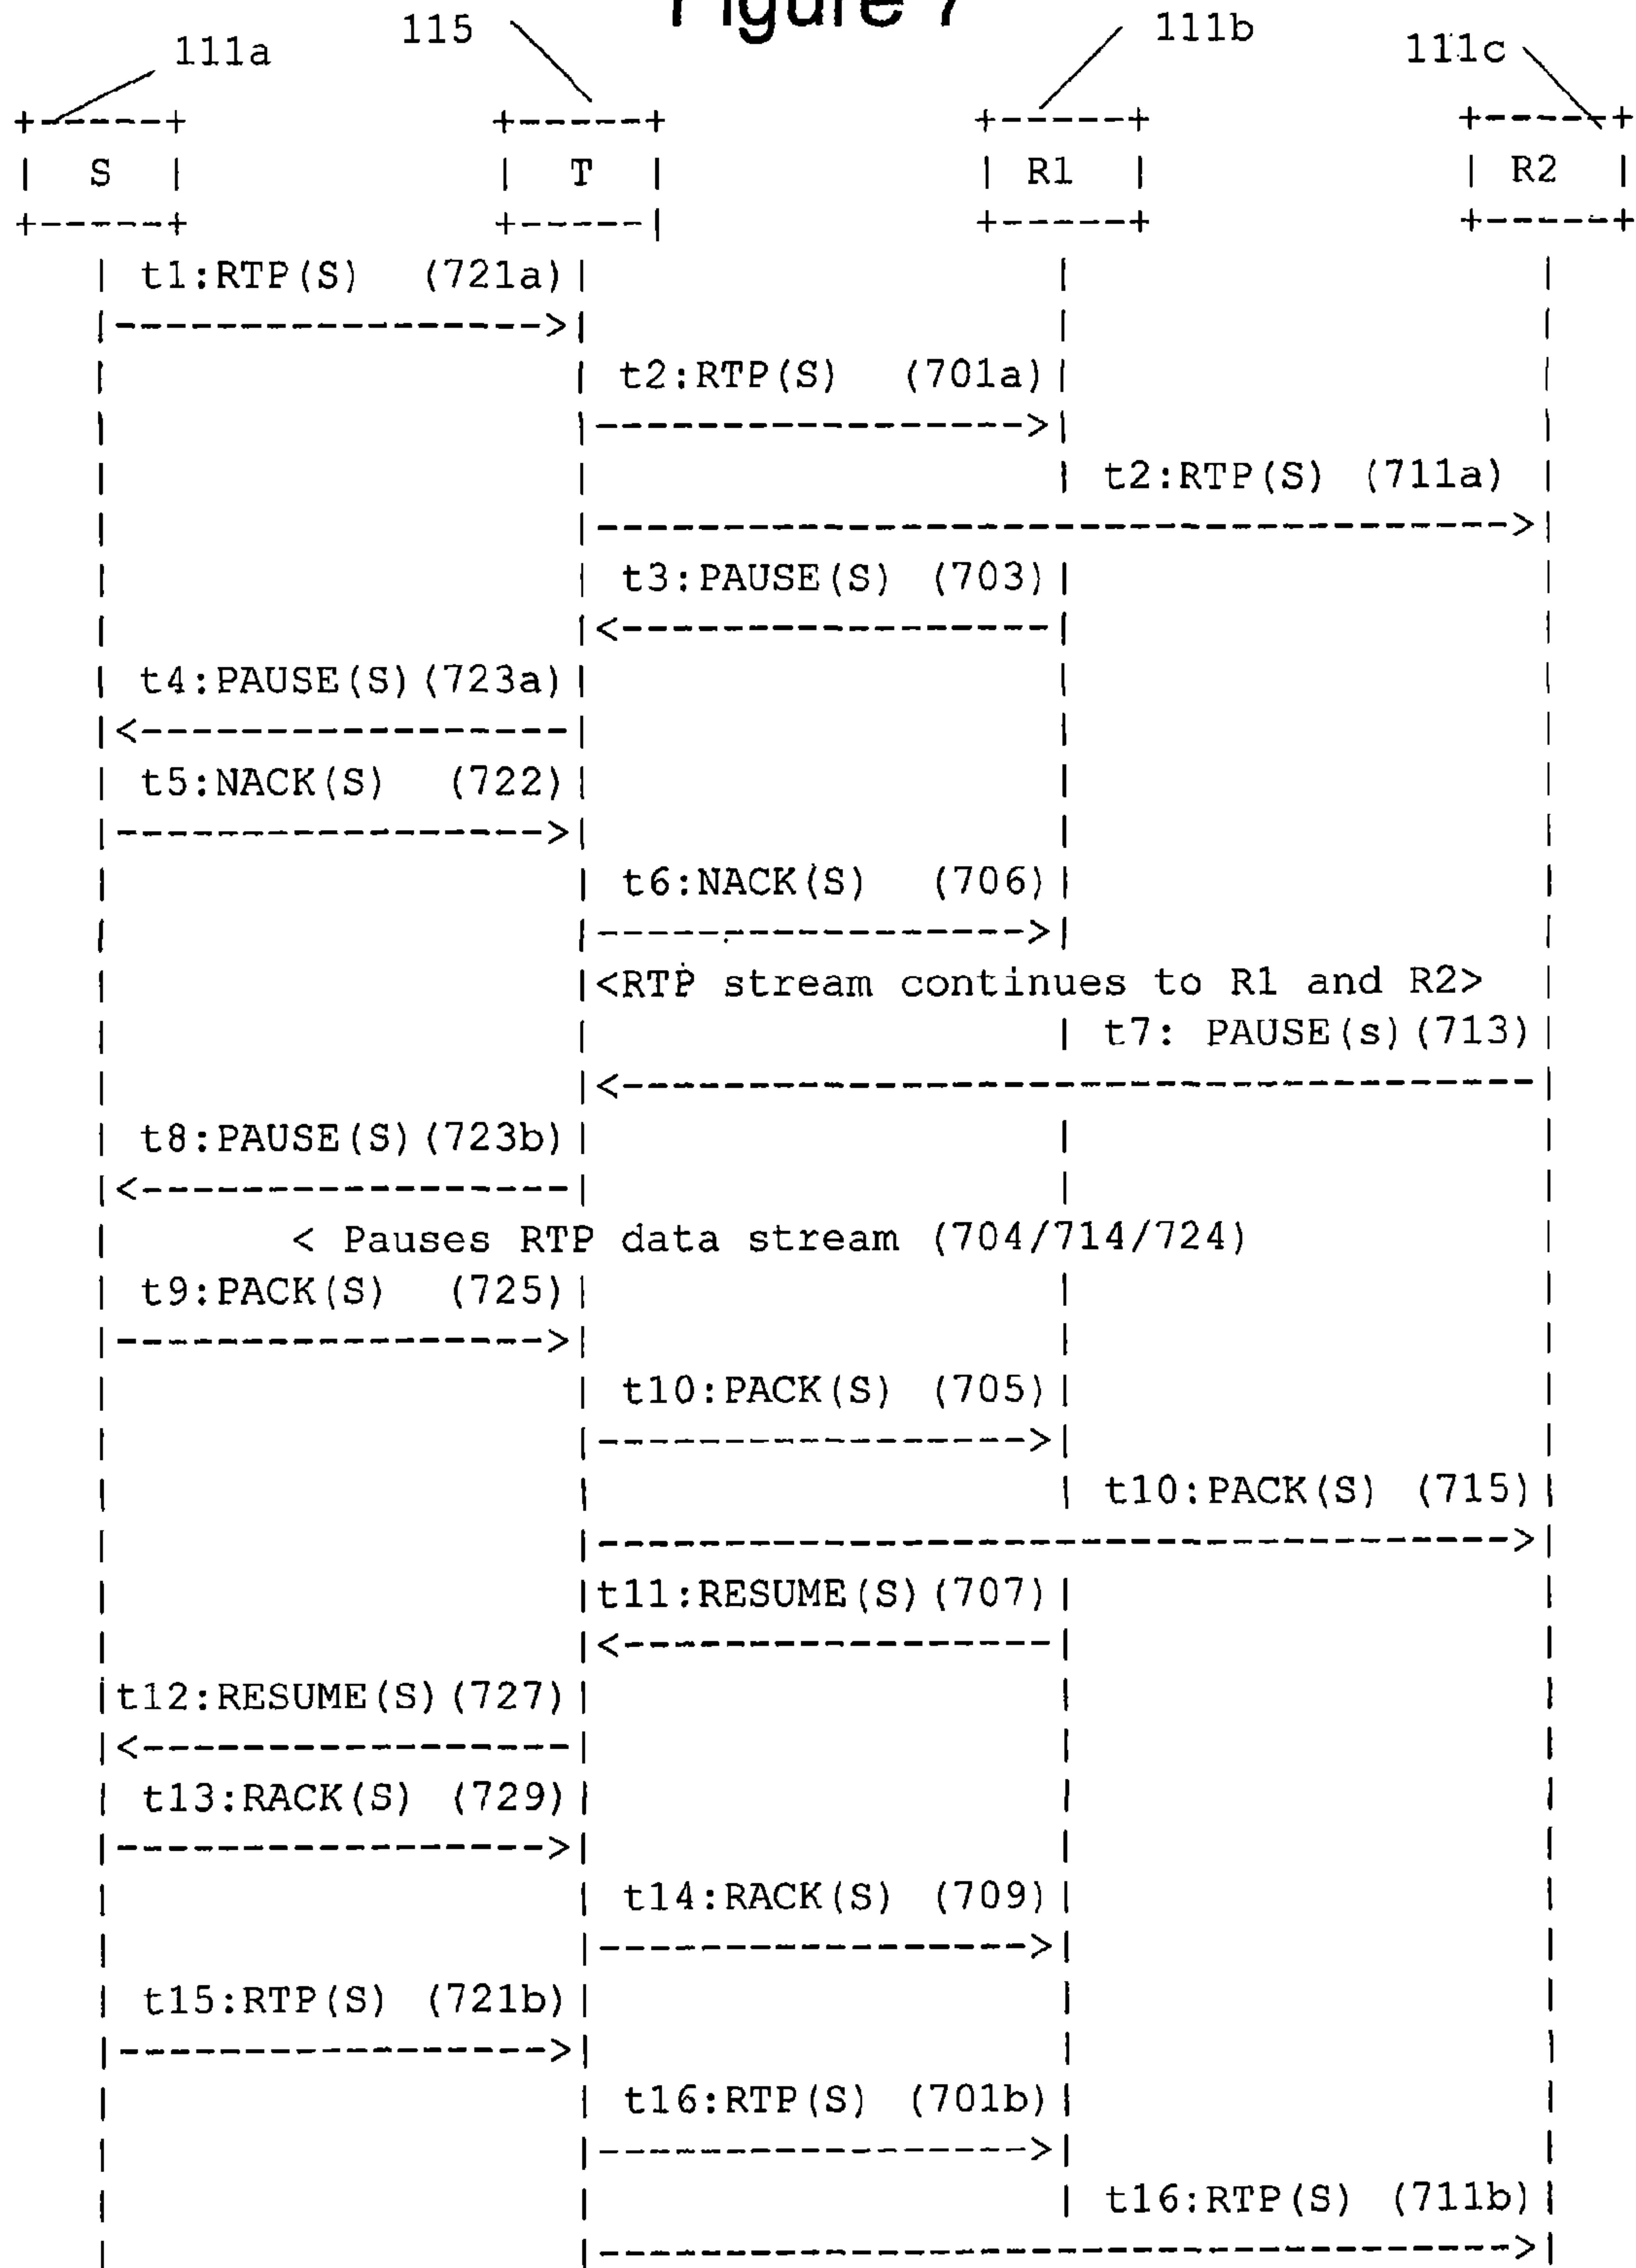 Figure 7
111a
115
111b
111c
S
T
R1
R2
t1:RTP(S) (721a)
t2:RTP(S) (701a)
t2:RTP(S) (711a)
t3:PAUSE(S) (703)
t4:PAUSE(S)(723a)
t5:NACK(S) (722)
t6:NACK(S) (706)
<RTP stream continues to R1 and R2>
t7: PAUSE(s)(713)
t8:PAUSE(S)(723b)
< Pauses RTP data stream (704/714/724)
t9:PACK(S) (725)
t10:PACK(S) (705)
t10:PACK(S) (715)
t11:RESUME(S)(707)
t12:RESUME(S)(727)
t13:RACK(S) (729)
t14:RACK(S) (709)
t15:RTP(S) (721b)
t16:RTP(S) (701b)
t16:RTP(S) (711b)